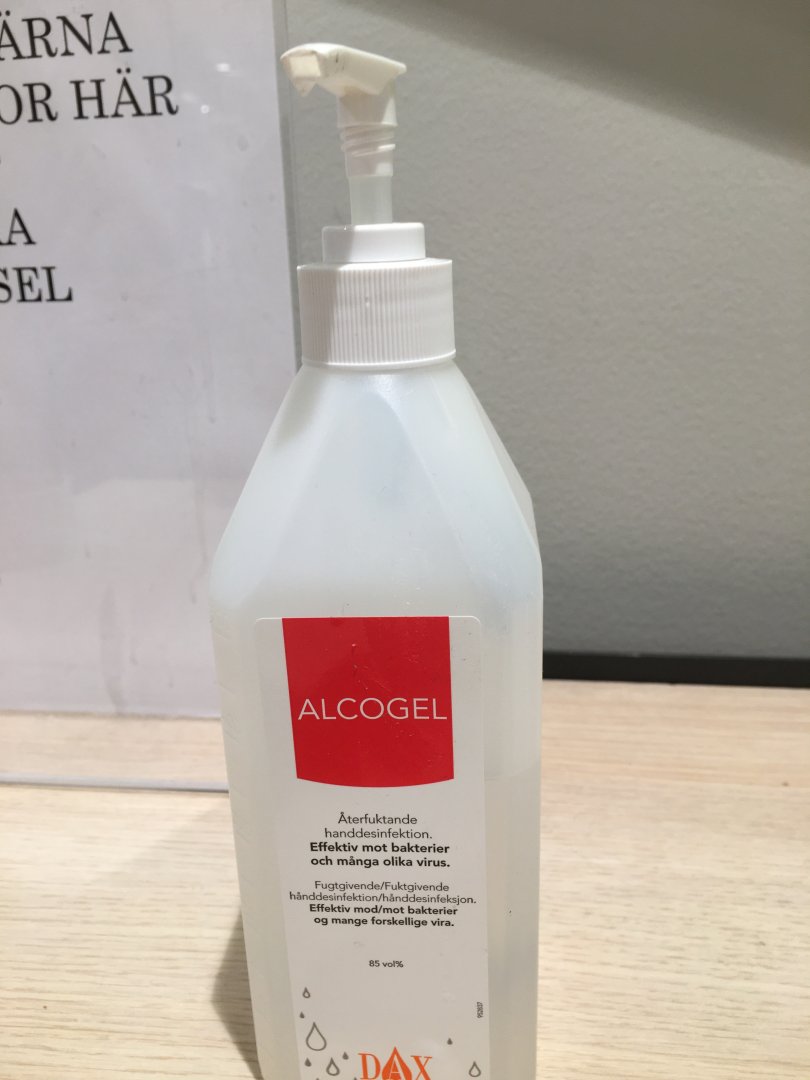 ÄRNA
OR HÄR
RA
SEL
ALCOGEL
Återfuktande
handdesinfektion.
Effektiv mot bakterier
och många olika virus.
Fugtgivende/Fuktgivende
hånddesinfektion/hånddesinfeksjon.
Effektiv mod/mot bakterier
og mange forskellige vira.
85 vol%
DAX